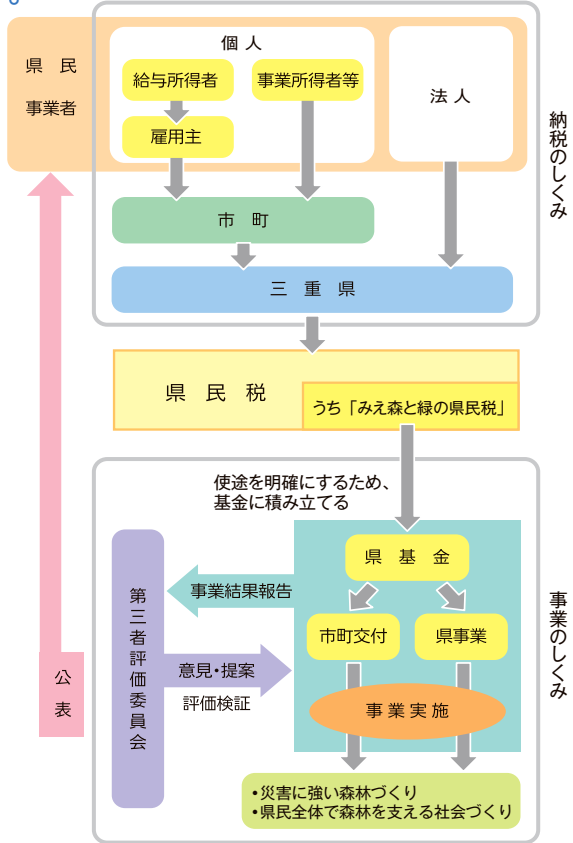 県 民
事業者
個 人
給与所得者
事業所得者等
雇用主
法 人
納税のしくみ
市 町
三 重 県
県 民 税
うち「みえ森と緑の県民税」
使途を明確にするため、
基金に積み立てる
県 基 金
事業結果報告
市町交付
県事業
第三者評価委員会
意見・提案
評価検証
事業実施
事業のしくみ
公
表
・災害に強い森林づくり
・県民全体で森林を支える社会づくり